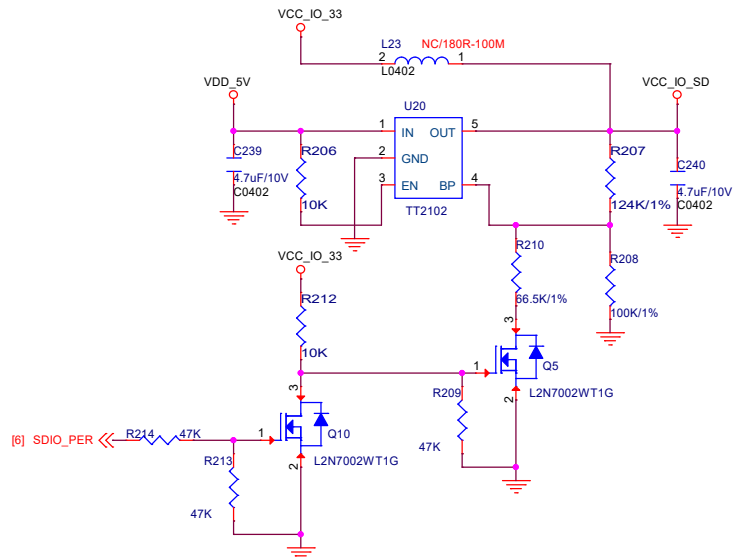 VCC_IO_33
L23 NC/180R-100M
2 1
L0402
VDD_5V
VCC_IO_SD
U20
1 IN OUT 5
2 GND
3 EN BP 4
TT2102
C239
4.7uF/10V
C0402
R206
10K
R207
124K/1%
C240
4.7uF/10V
C0402
R210
66.5K/1%
R208
100K/1%
VCC_IO_33
R212
10K
3
1
Q5
2
L2N7002WT1G
R209
47K
[6] SDIO_PER
R214 47K
3
1
Q10
2
L2N7002WT1G
R213
47K